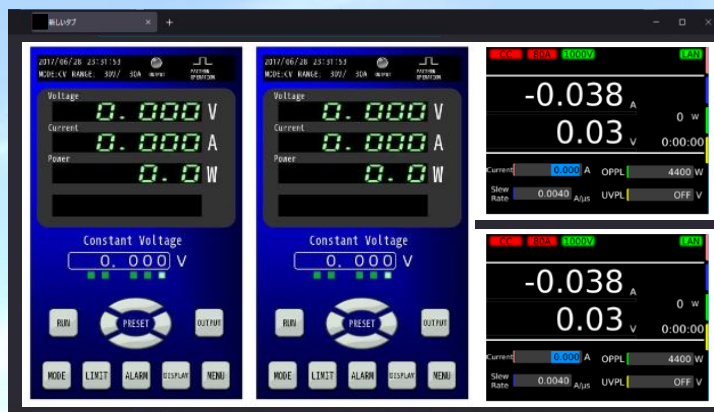 新しいタブ
2017/06/28 23:31:53
MODE:CV RANGE: 30V/ 30A OUTPUT PATTERN OPERATION
Voltage
0.000 V
Current
0.000 A
Power
0.0 W
Constant Voltage
0.000 V
RUN PRESET OUTPUT
MODE LIMIT ALARM DISPLAY MENU
2017/06/28 23:31:53
MODE:CV RANGE: 30V/ 30A OUTPUT PATTERN OPERATION
Voltage
0.000 V
Current
0.000 A
Power
0.0 W
Constant Voltage
0.000 V
RUN PRESET OUTPUT
MODE LIMIT ALARM DISPLAY MENU
CC 80A 1000V LAN
-0.038 A
0 W
0.03 V
0:00:00
Current 0.000 A OPPL 4400 W
Slew Rate 0.0040 A/μs UVPL OFF V
CC 80A 1000V LAN
-0.038 A
0 W
0.03 V
0:00:00
Current 0.000 A OPPL 4400 W
Slew Rate 0.0040 A/μs UVPL OFF V